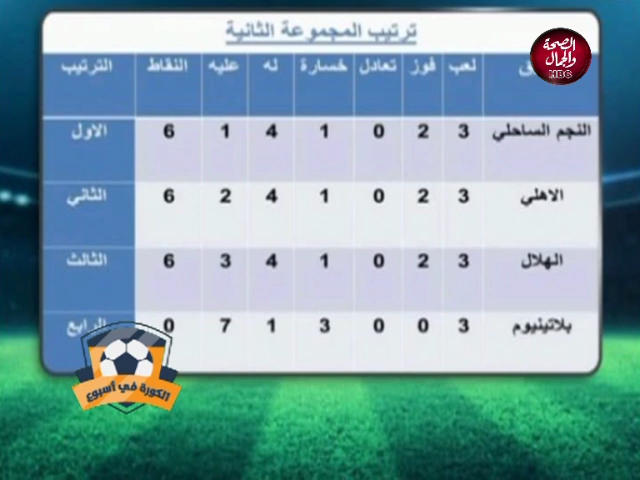 ترتيب المجموعة الثانية
الصحة
والجمال
MBC
لعب فوز تعادل خسارة له عليه النقاط الترتيب
النجم الساحلي 3 2 0 1 4 1 6 الاول
الاهلي 3 2 0 1 4 2 6 الثاني
الهلال 3 2 0 1 4 3 6 الثالث
بلاتينيوم 3 0 0 3 1 7 0 الرابع
الكورة في أسبوع